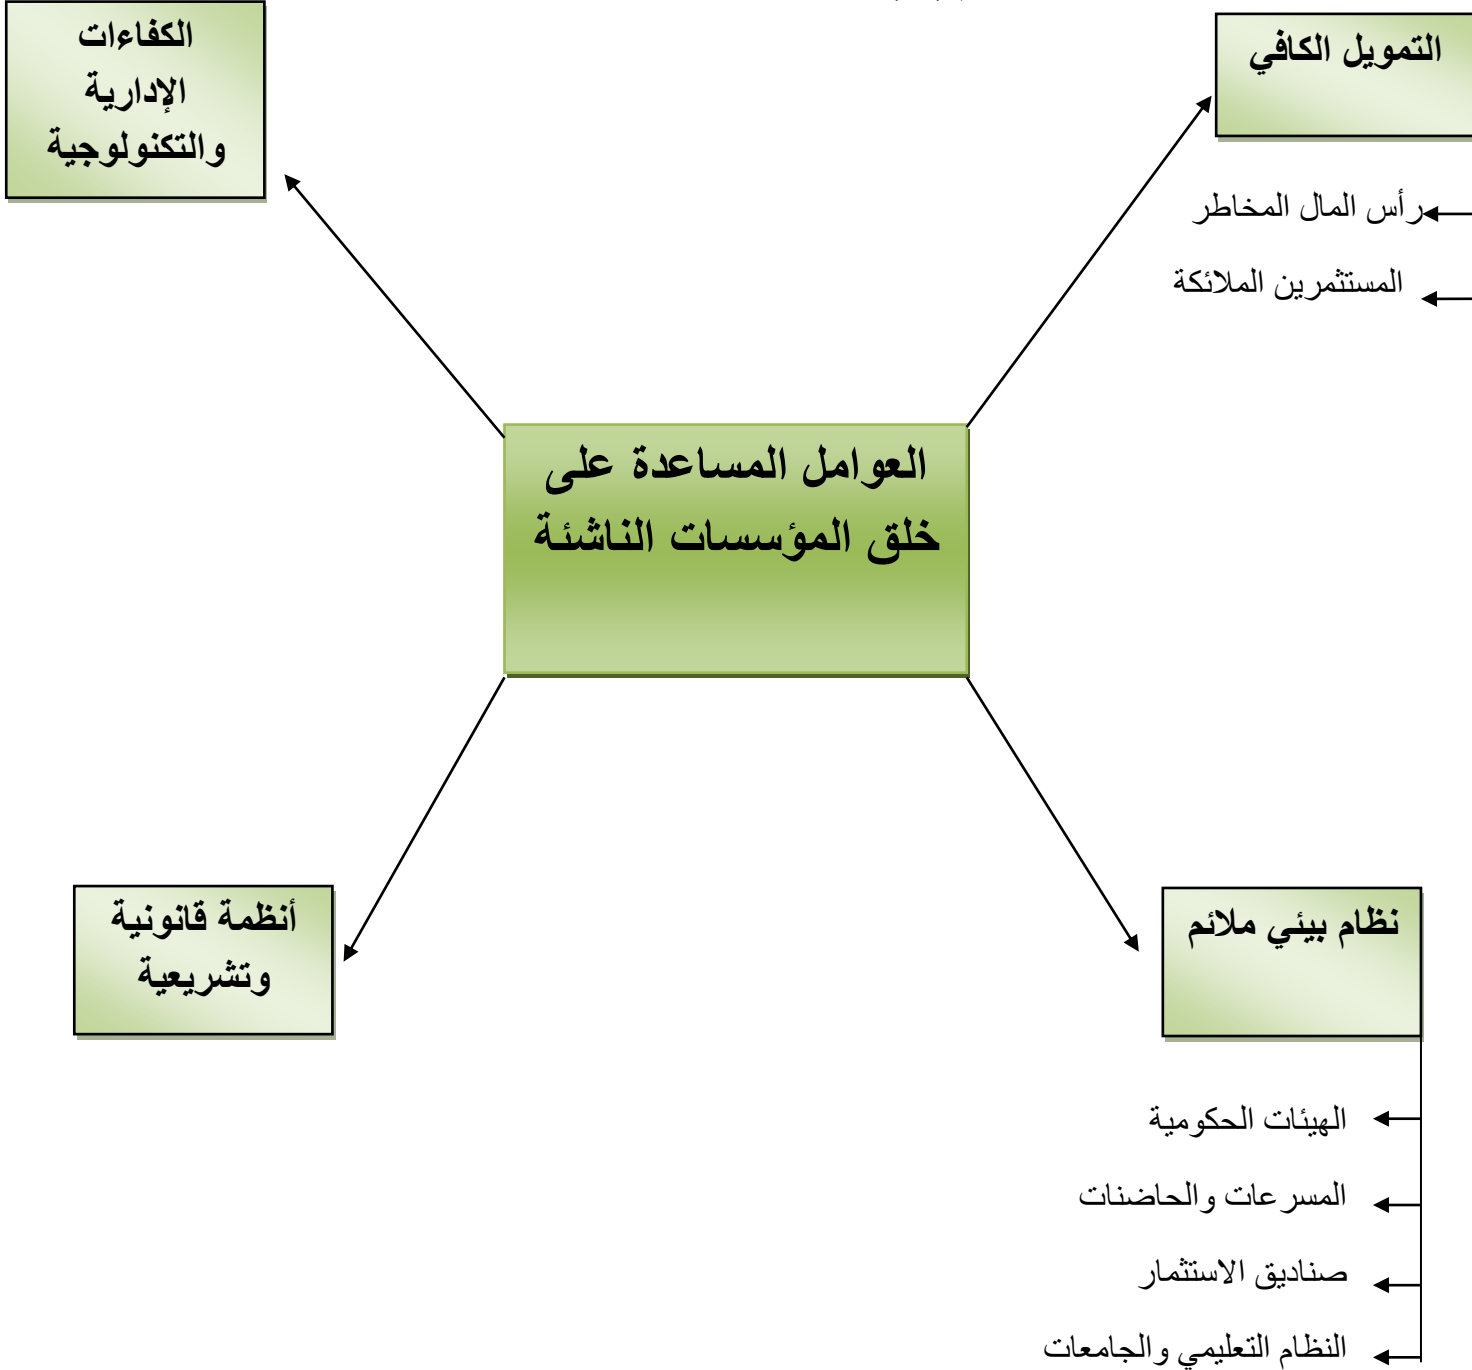 التمويل الكافي
رأس المال المخاطر
المستثمرين الملائكة
الكفاءات
الإدارية
والتكنولوجية
العوامل المساعدة على
خلق المؤسسات الناشئة
نظام بيئي ملائم
الهيئات الحكومية
المسرعات والحاضنات
صناديق الاستثمار
النظام التعليمي والجامعات
أنظمة قانونية
وتشريعية